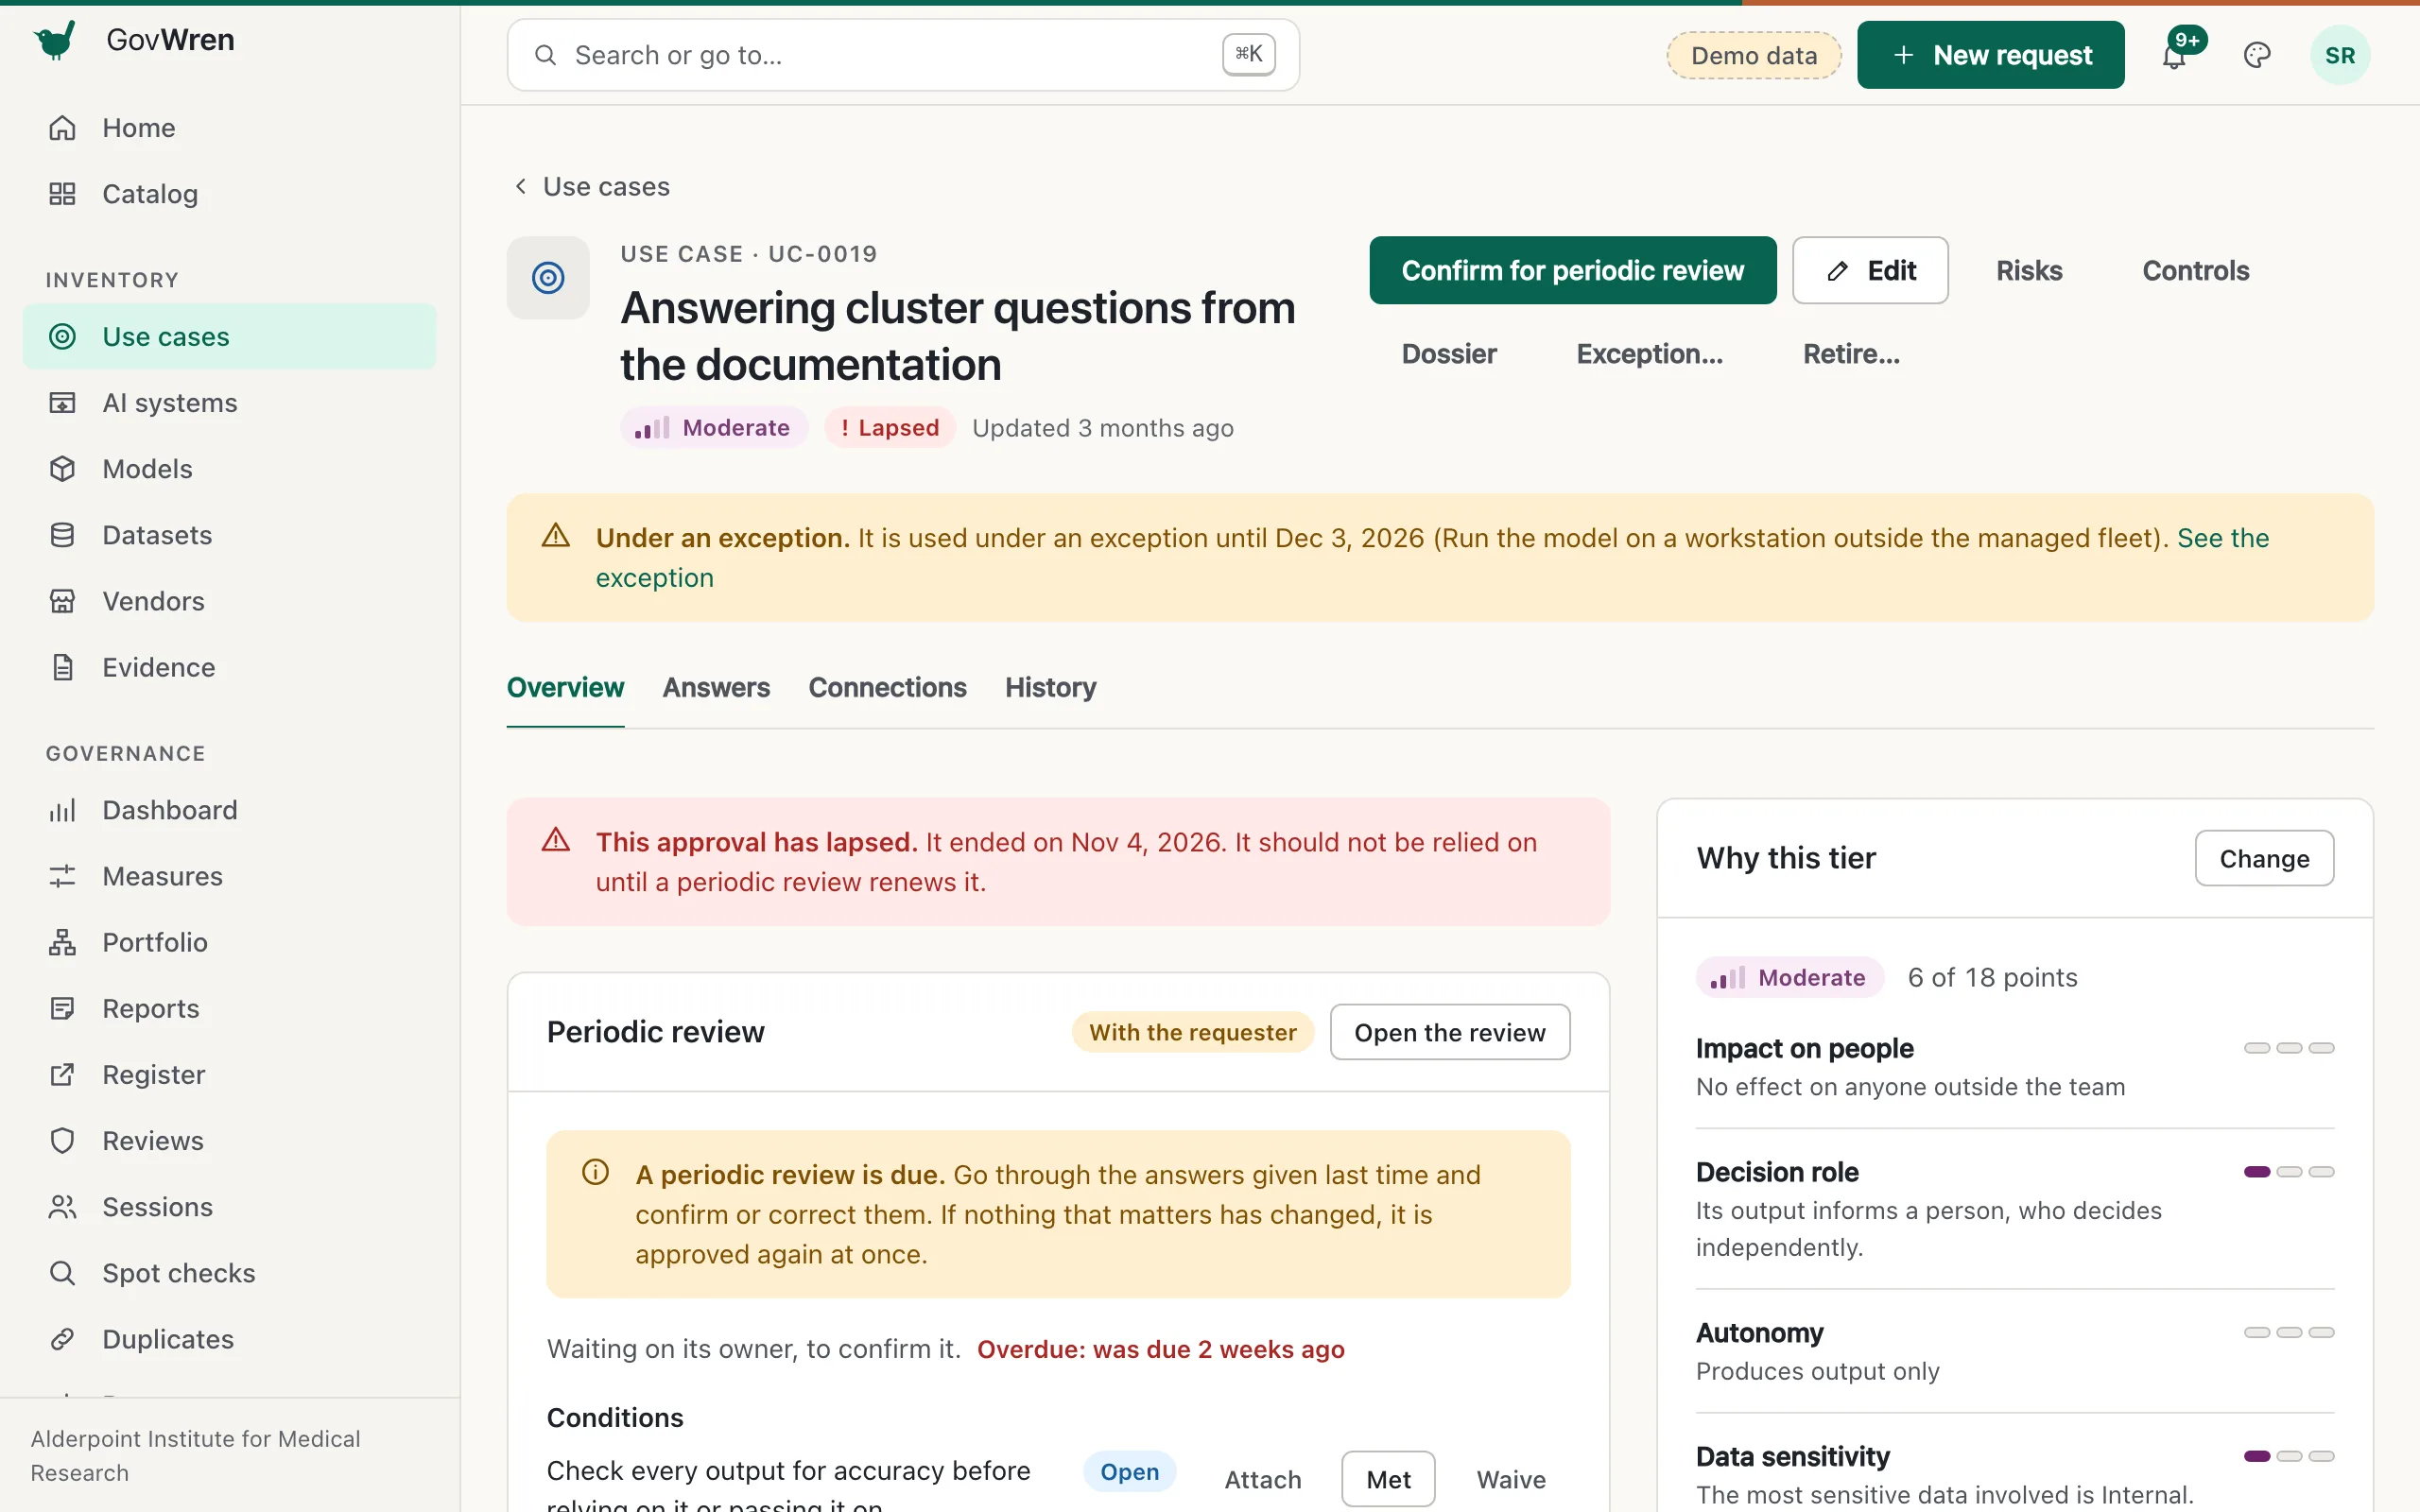 GovWren
Search or go to...
⌘K
Demo data
New request
9+
SR
Home
Catalog
INVENTORY
Use cases
AI systems
Models
Datasets
Vendors
Evidence
GOVERNANCE
Dashboard
Measures
Portfolio
Reports
Register
Reviews
Sessions
Spot checks
Duplicates
Alderpoint Institute for Medical
Research
Use cases
USE CASE · UC-0019
Answering cluster questions from
the documentation
Moderate
! Lapsed
Updated 3 months ago
Confirm for periodic review
Edit
Risks
Controls
Dossier
Exception...
Retire...
Under an exception. It is used under an exception until Dec 3, 2026 (Run the model on a workstation outside the managed fleet). See the
exception
Overview
Answers
Connections
History
This approval has lapsed. It ended on Nov 4, 2026. It should not be relied on
until a periodic review renews it.
Periodic review
With the requester
Open the review
A periodic review is due. Go through the answers given last time and
confirm or correct them. If nothing that matters has changed, it is
approved again at once.
Waiting on its owner, to confirm it. Overdue: was due 2 weeks ago
Conditions
Check every output for accuracy before
relying on it or passing it on
Open
Attach
Met
Waive
Why this tier
Change
Moderate
6 of 18 points
Impact on people
No effect on anyone outside the team
Decision role
Its output informs a person, who decides
independently.
Autonomy
Produces output only
Data sensitivity
The most sensitive data involved is Internal.